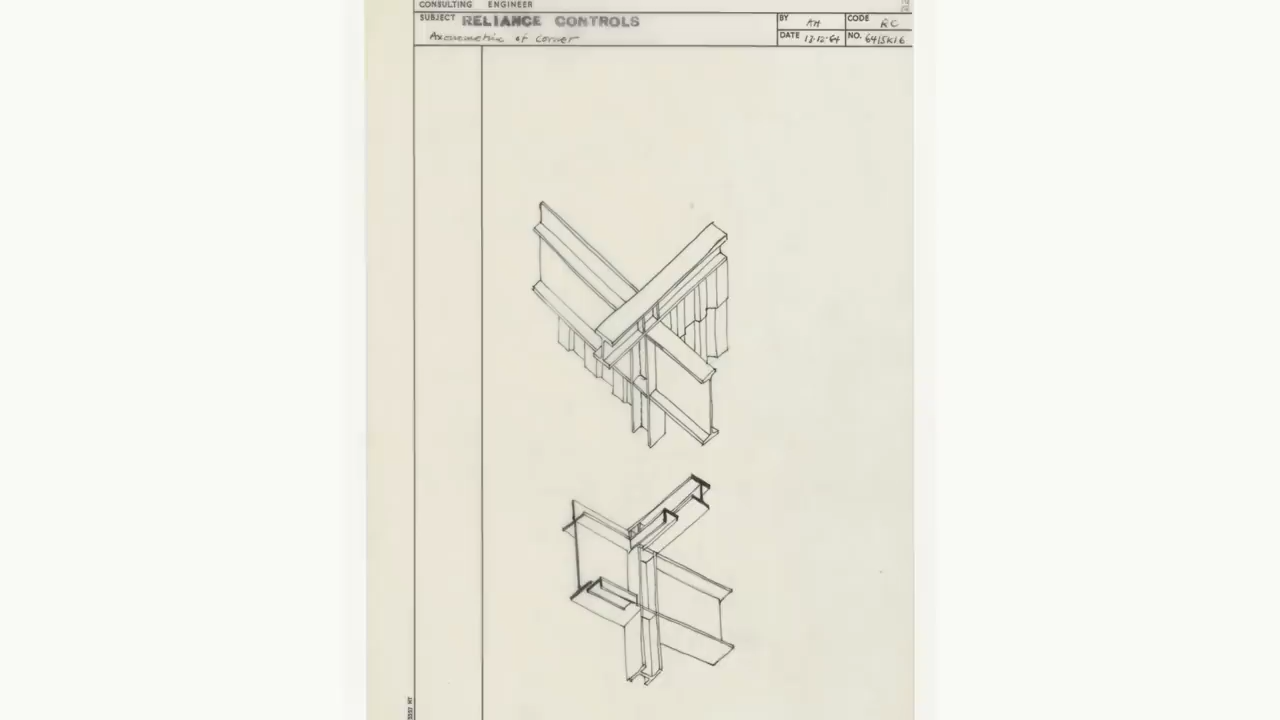 CONSULTING ENGINEER
SUBJECT RELIANCE CONTROLS
Axonometric of corner
BY AH
CODE RC
DATE 13·12·64
NO. 6415K16